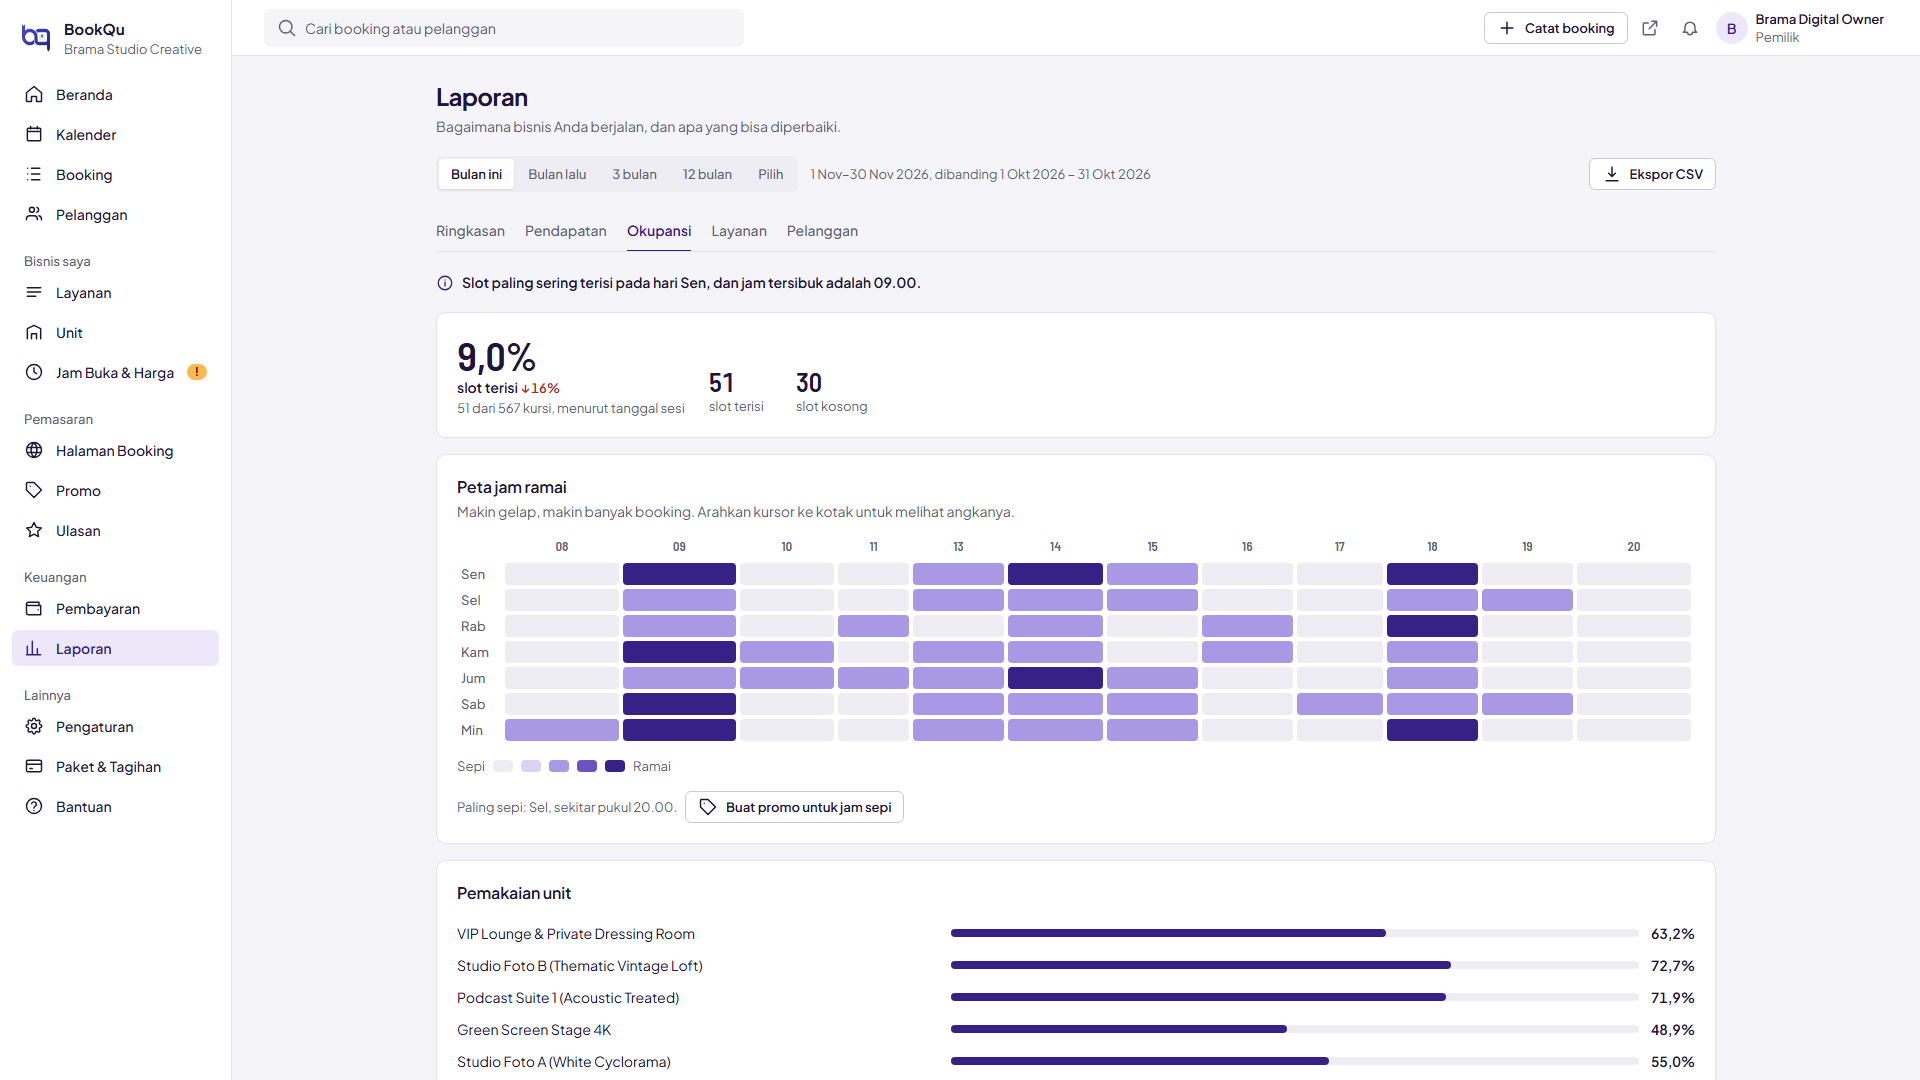 BookQu
Brama Studio Creative
Cari booking atau pelanggan
Catat booking
B
Brama Digital Owner
Pemilik
Beranda
Kalender
Booking
Pelanggan
Bisnis saya
Layanan
Unit
Jam Buka & Harga !
Pemasaran
Halaman Booking
Promo
Ulasan
Keuangan
Pembayaran
Laporan
Lainnya
Pengaturan
Paket & Tagihan
Bantuan
Laporan
Bagaimana bisnis Anda berjalan, dan apa yang bisa diperbaiki.
Bulan ini Bulan lalu 3 bulan 12 bulan Pilih 1 Nov–30 Nov 2026, dibanding 1 Okt 2026 – 31 Okt 2026 Ekspor CSV
Ringkasan Pendapatan Okupansi Layanan Pelanggan
Slot paling sering terisi pada hari Sen, dan jam tersibuk adalah 09.00.
9,0%
slot terisi ↓16%
51 dari 567 kursi, menurut tanggal sesi
51
slot terisi
30
slot kosong
Peta jam ramai
Makin gelap, makin banyak booking. Arahkan kursor ke kotak untuk melihat angkanya.
08 09 10 11 13 14 15 16 17 18 19 20
Sen
Sel
Rab
Kam
Jum
Sab
Min
Sepi Ramai
Paling sepi: Sel, sekitar pukul 20.00. Buat promo untuk jam sepi
Pemakaian unit
VIP Lounge & Private Dressing Room 63,2%
Studio Foto B (Thematic Vintage Loft) 72,7%
Podcast Suite 1 (Acoustic Treated) 71,9%
Green Screen Stage 4K 48,9%
Studio Foto A (White Cyclorama) 55,0%